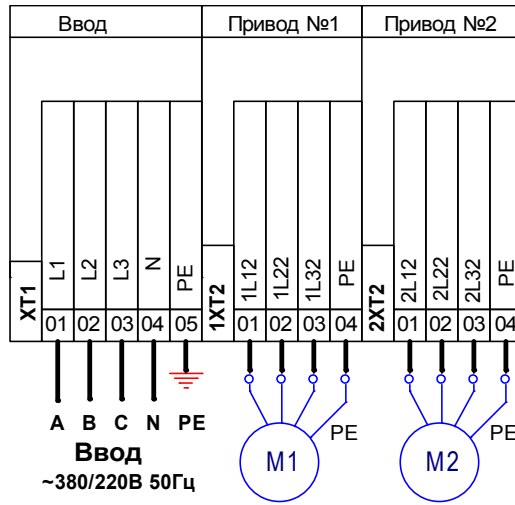 Ввод Привод №1 Привод №2
XT1 L1 L2 L3 N PE 1XT2 1L12 1L22 1L32 PE 2XT2 2L12 2L22 2L32 PE
01 02 03 04 05 01 02 03 04 01 02 03 04
A B C N PE
PE PE
M1 M2
Ввод
~380/220В 50Гц